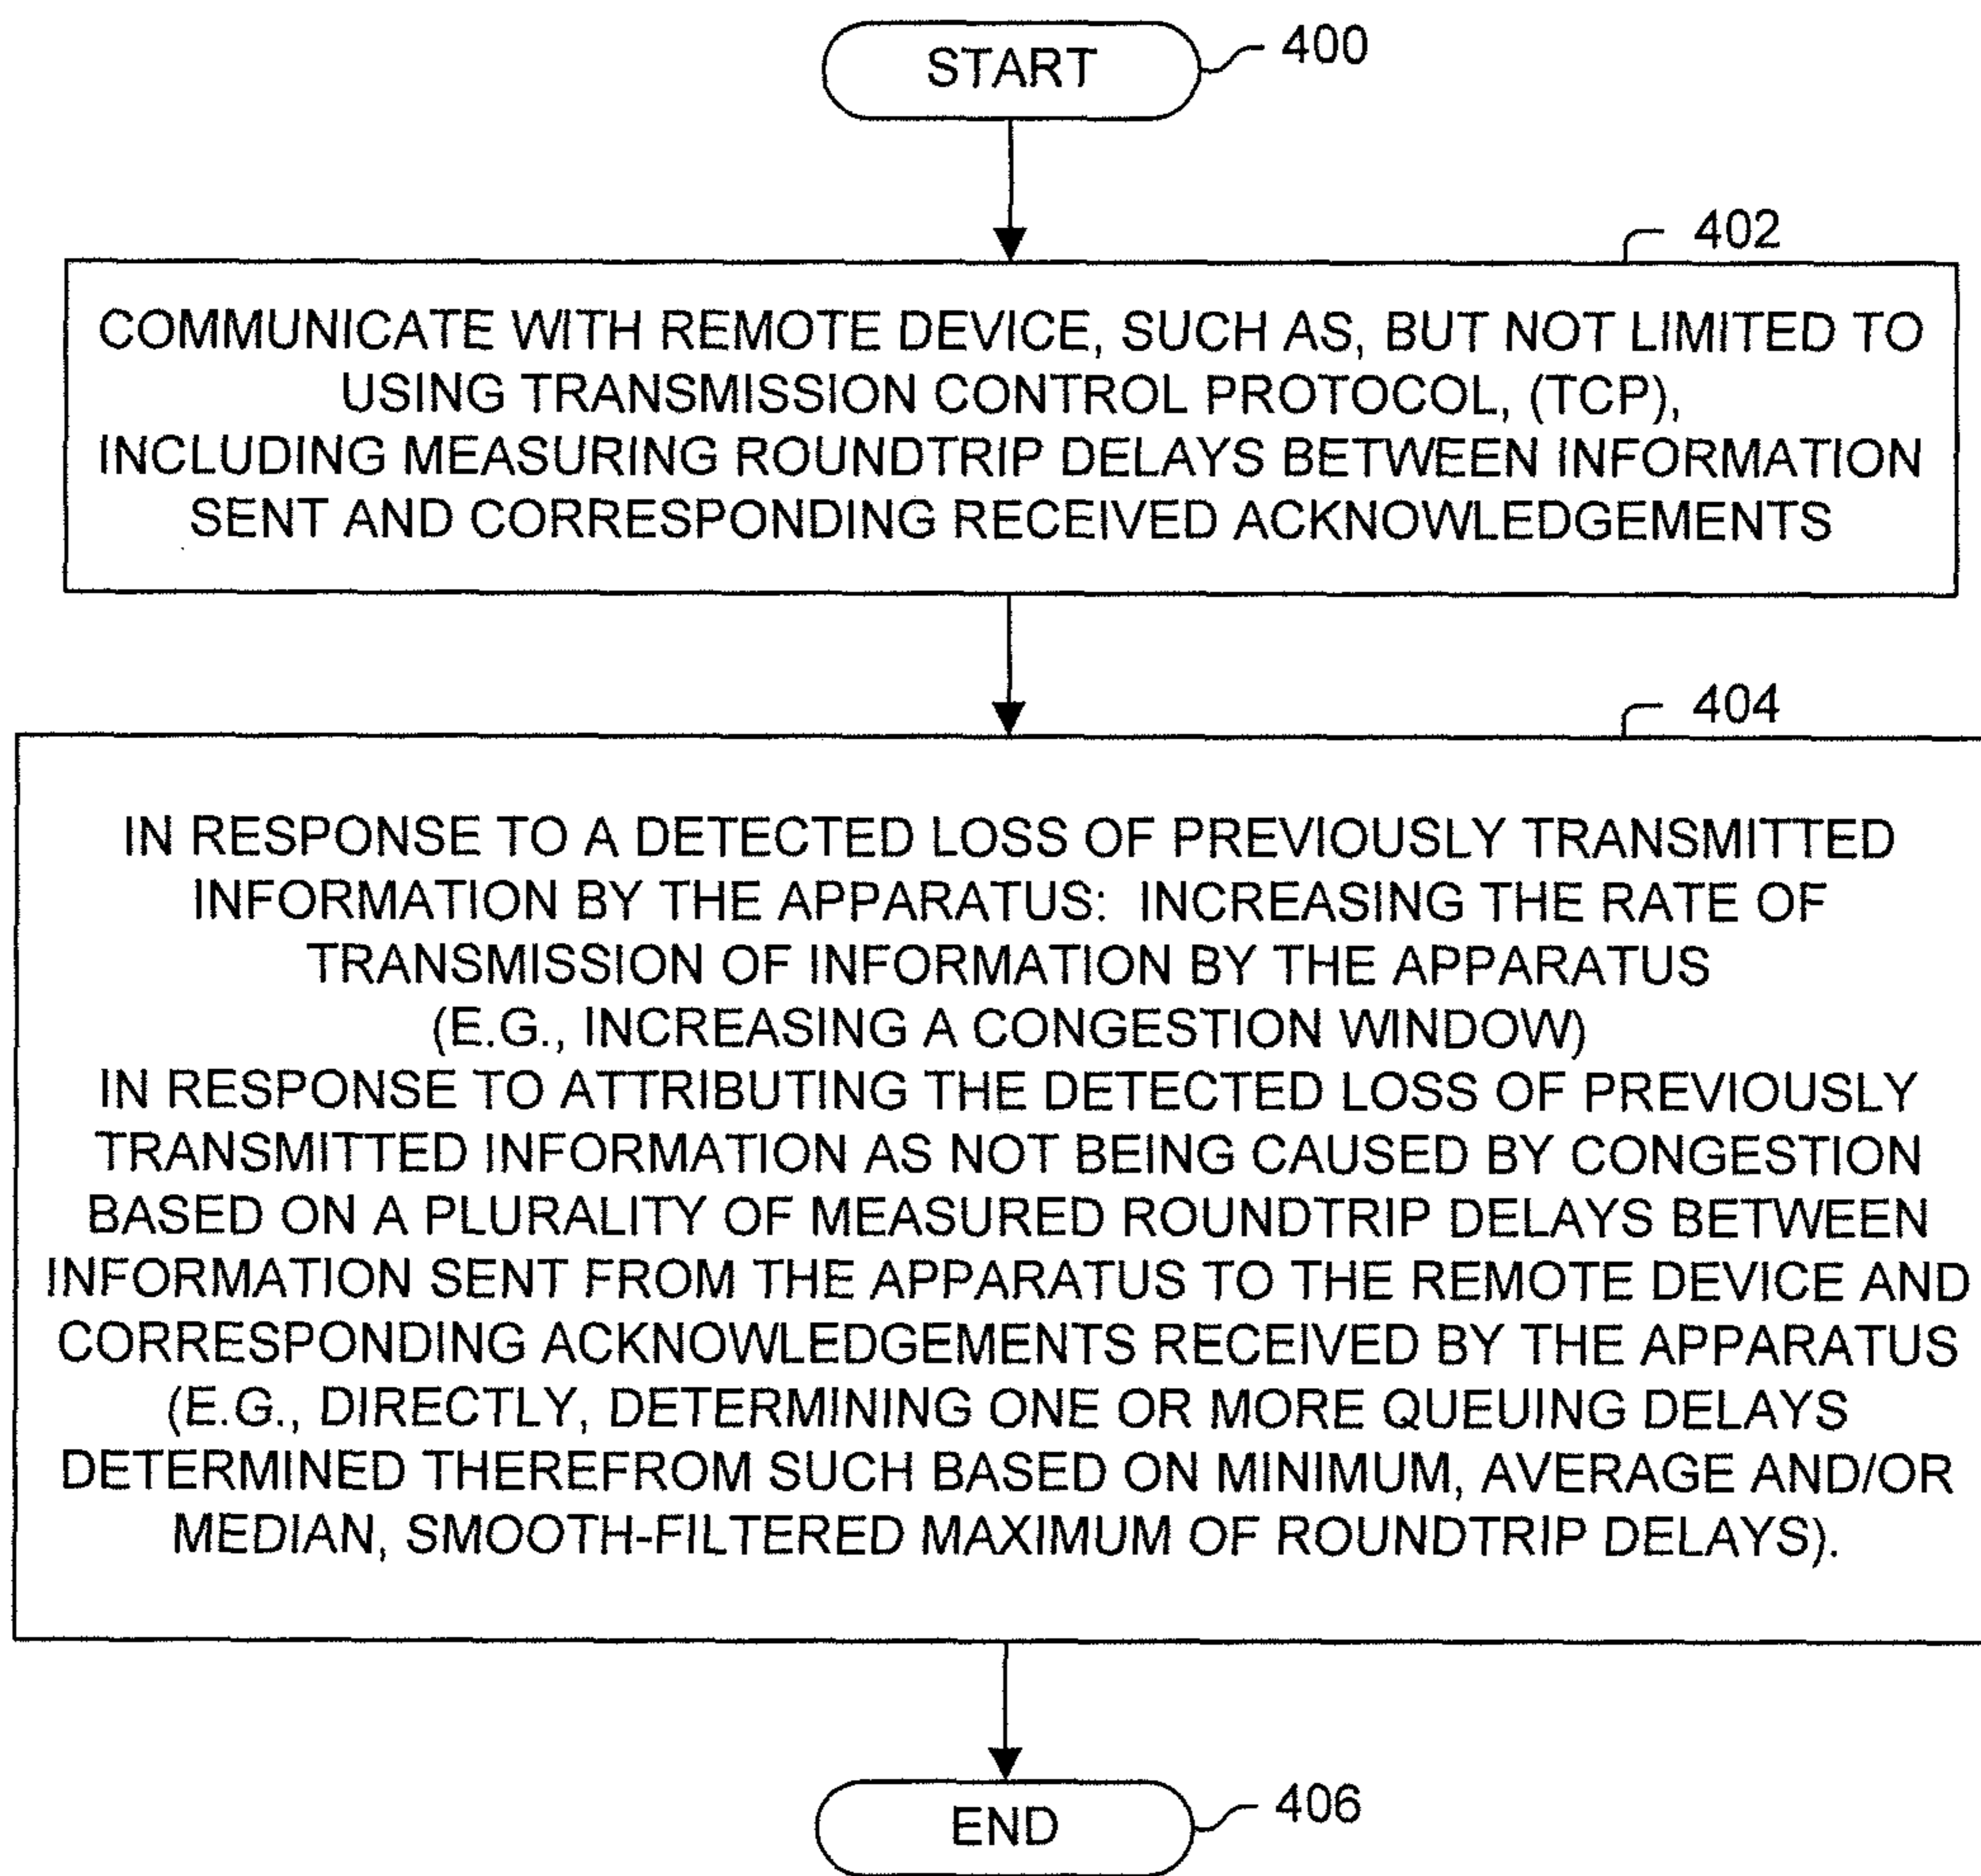 START
400
402
COMMUNICATE WITH REMOTE DEVICE, SUCH AS, BUT NOT LIMITED TO
USING TRANSMISSION CONTROL PROTOCOL, (TCP),
INCLUDING MEASURING ROUNDTRIP DELAYS BETWEEN INFORMATION
SENT AND CORRESPONDING RECEIVED ACKNOWLEDGEMENTS
404
IN RESPONSE TO A DETECTED LOSS OF PREVIOUSLY TRANSMITTED
INFORMATION BY THE APPARATUS: INCREASING THE RATE OF
TRANSMISSION OF INFORMATION BY THE APPARATUS
(E.G., INCREASING A CONGESTION WINDOW)
IN RESPONSE TO ATTRIBUTING THE DETECTED LOSS OF PREVIOUSLY
TRANSMITTED INFORMATION AS NOT BEING CAUSED BY CONGESTION
BASED ON A PLURALITY OF MEASURED ROUNDTRIP DELAYS BETWEEN
INFORMATION SENT FROM THE APPARATUS TO THE REMOTE DEVICE AND
CORRESPONDING ACKNOWLEDGEMENTS RECEIVED BY THE APPARATUS
(E.G., DIRECTLY, DETERMINING ONE OR MORE QUEUING DELAYS
DETERMINED THEREFROM SUCH BASED ON MINIMUM, AVERAGE AND/OR
MEDIAN, SMOOTH-FILTERED MAXIMUM OF ROUNDTRIP DELAYS).
END
406